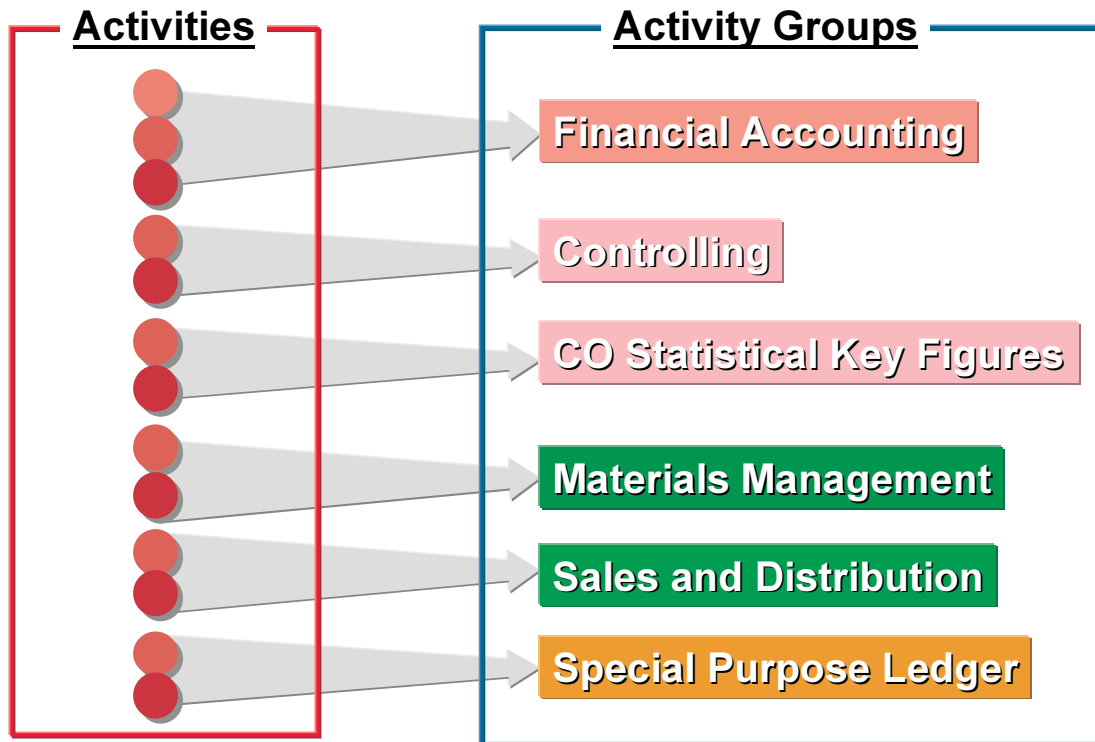 Activities
Activity Groups
Financial Accounting
Controlling
CO Statistical Key Figures
Materials Management
Sales and Distribution
Special Purpose Ledger